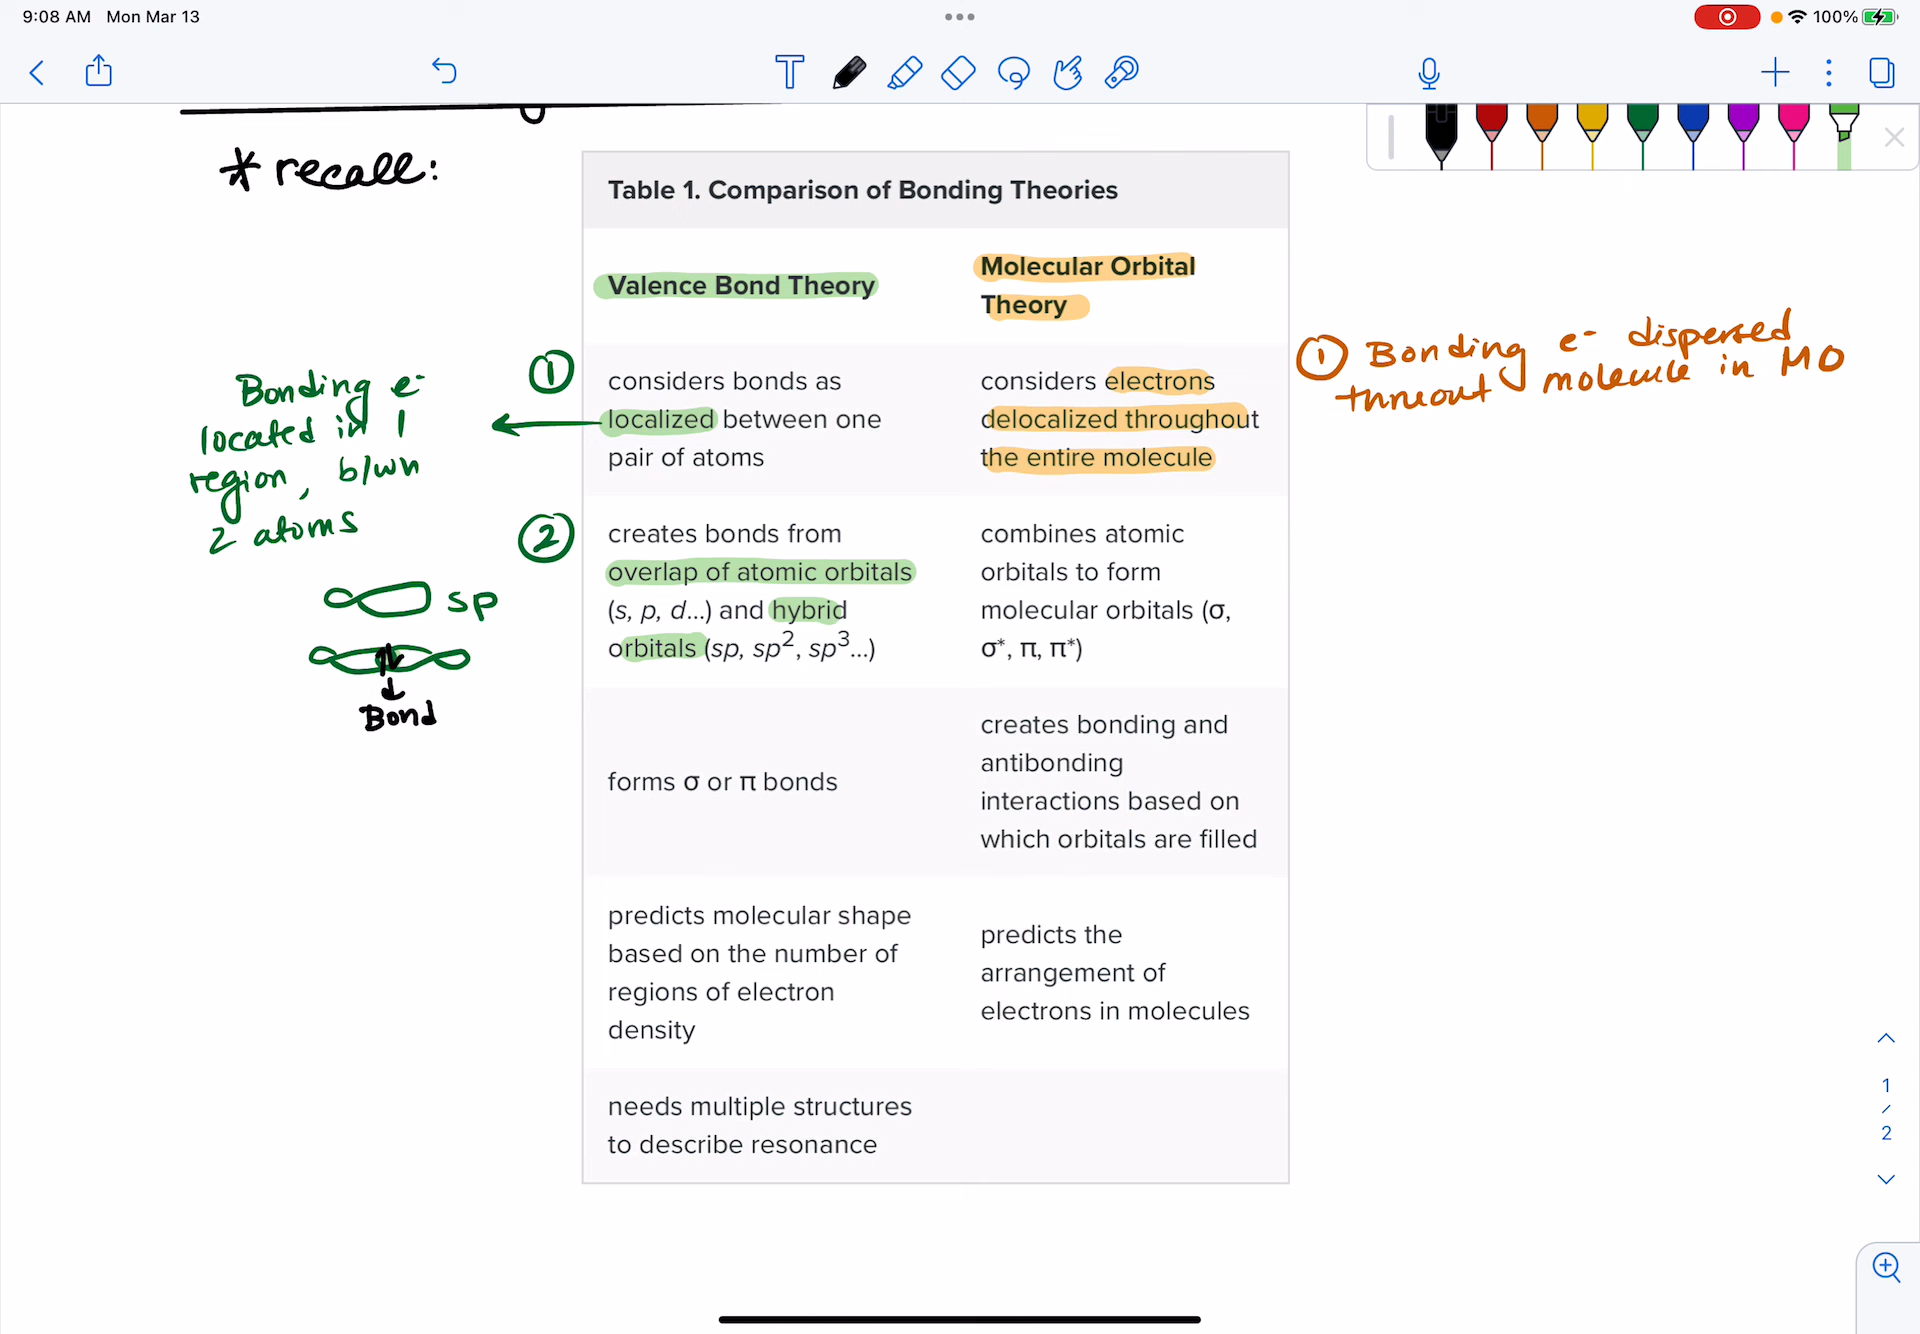 9:08 AM Mon Mar 13
100%
* recall:
Table 1. Comparison of Bonding Theories
Valence Bond Theory
Molecular Orbital
Theory
①
considers bonds as
localized between one
pair of atoms
considers electrons
delocalized throughout
the entire molecule
① Bonding e⁻ dispersed
threout molecule in MO
Bonding e⁻
located in 1
region, b/wn
2 atoms
②
creates bonds from
overlap of atomic orbitals
(s, p, d...) and hybrid
orbitals (sp, sp², sp³...)
combines atomic
orbitals to form
molecular orbitals (σ,
σ*, π, π*)
sp
Bond
forms σ or π bonds
creates bonding and
antibonding
interactions based on
which orbitals are filled
predicts molecular shape
based on the number of
regions of electron
density
predicts the
arrangement of
electrons in molecules
needs multiple structures
to describe resonance
1
/
2